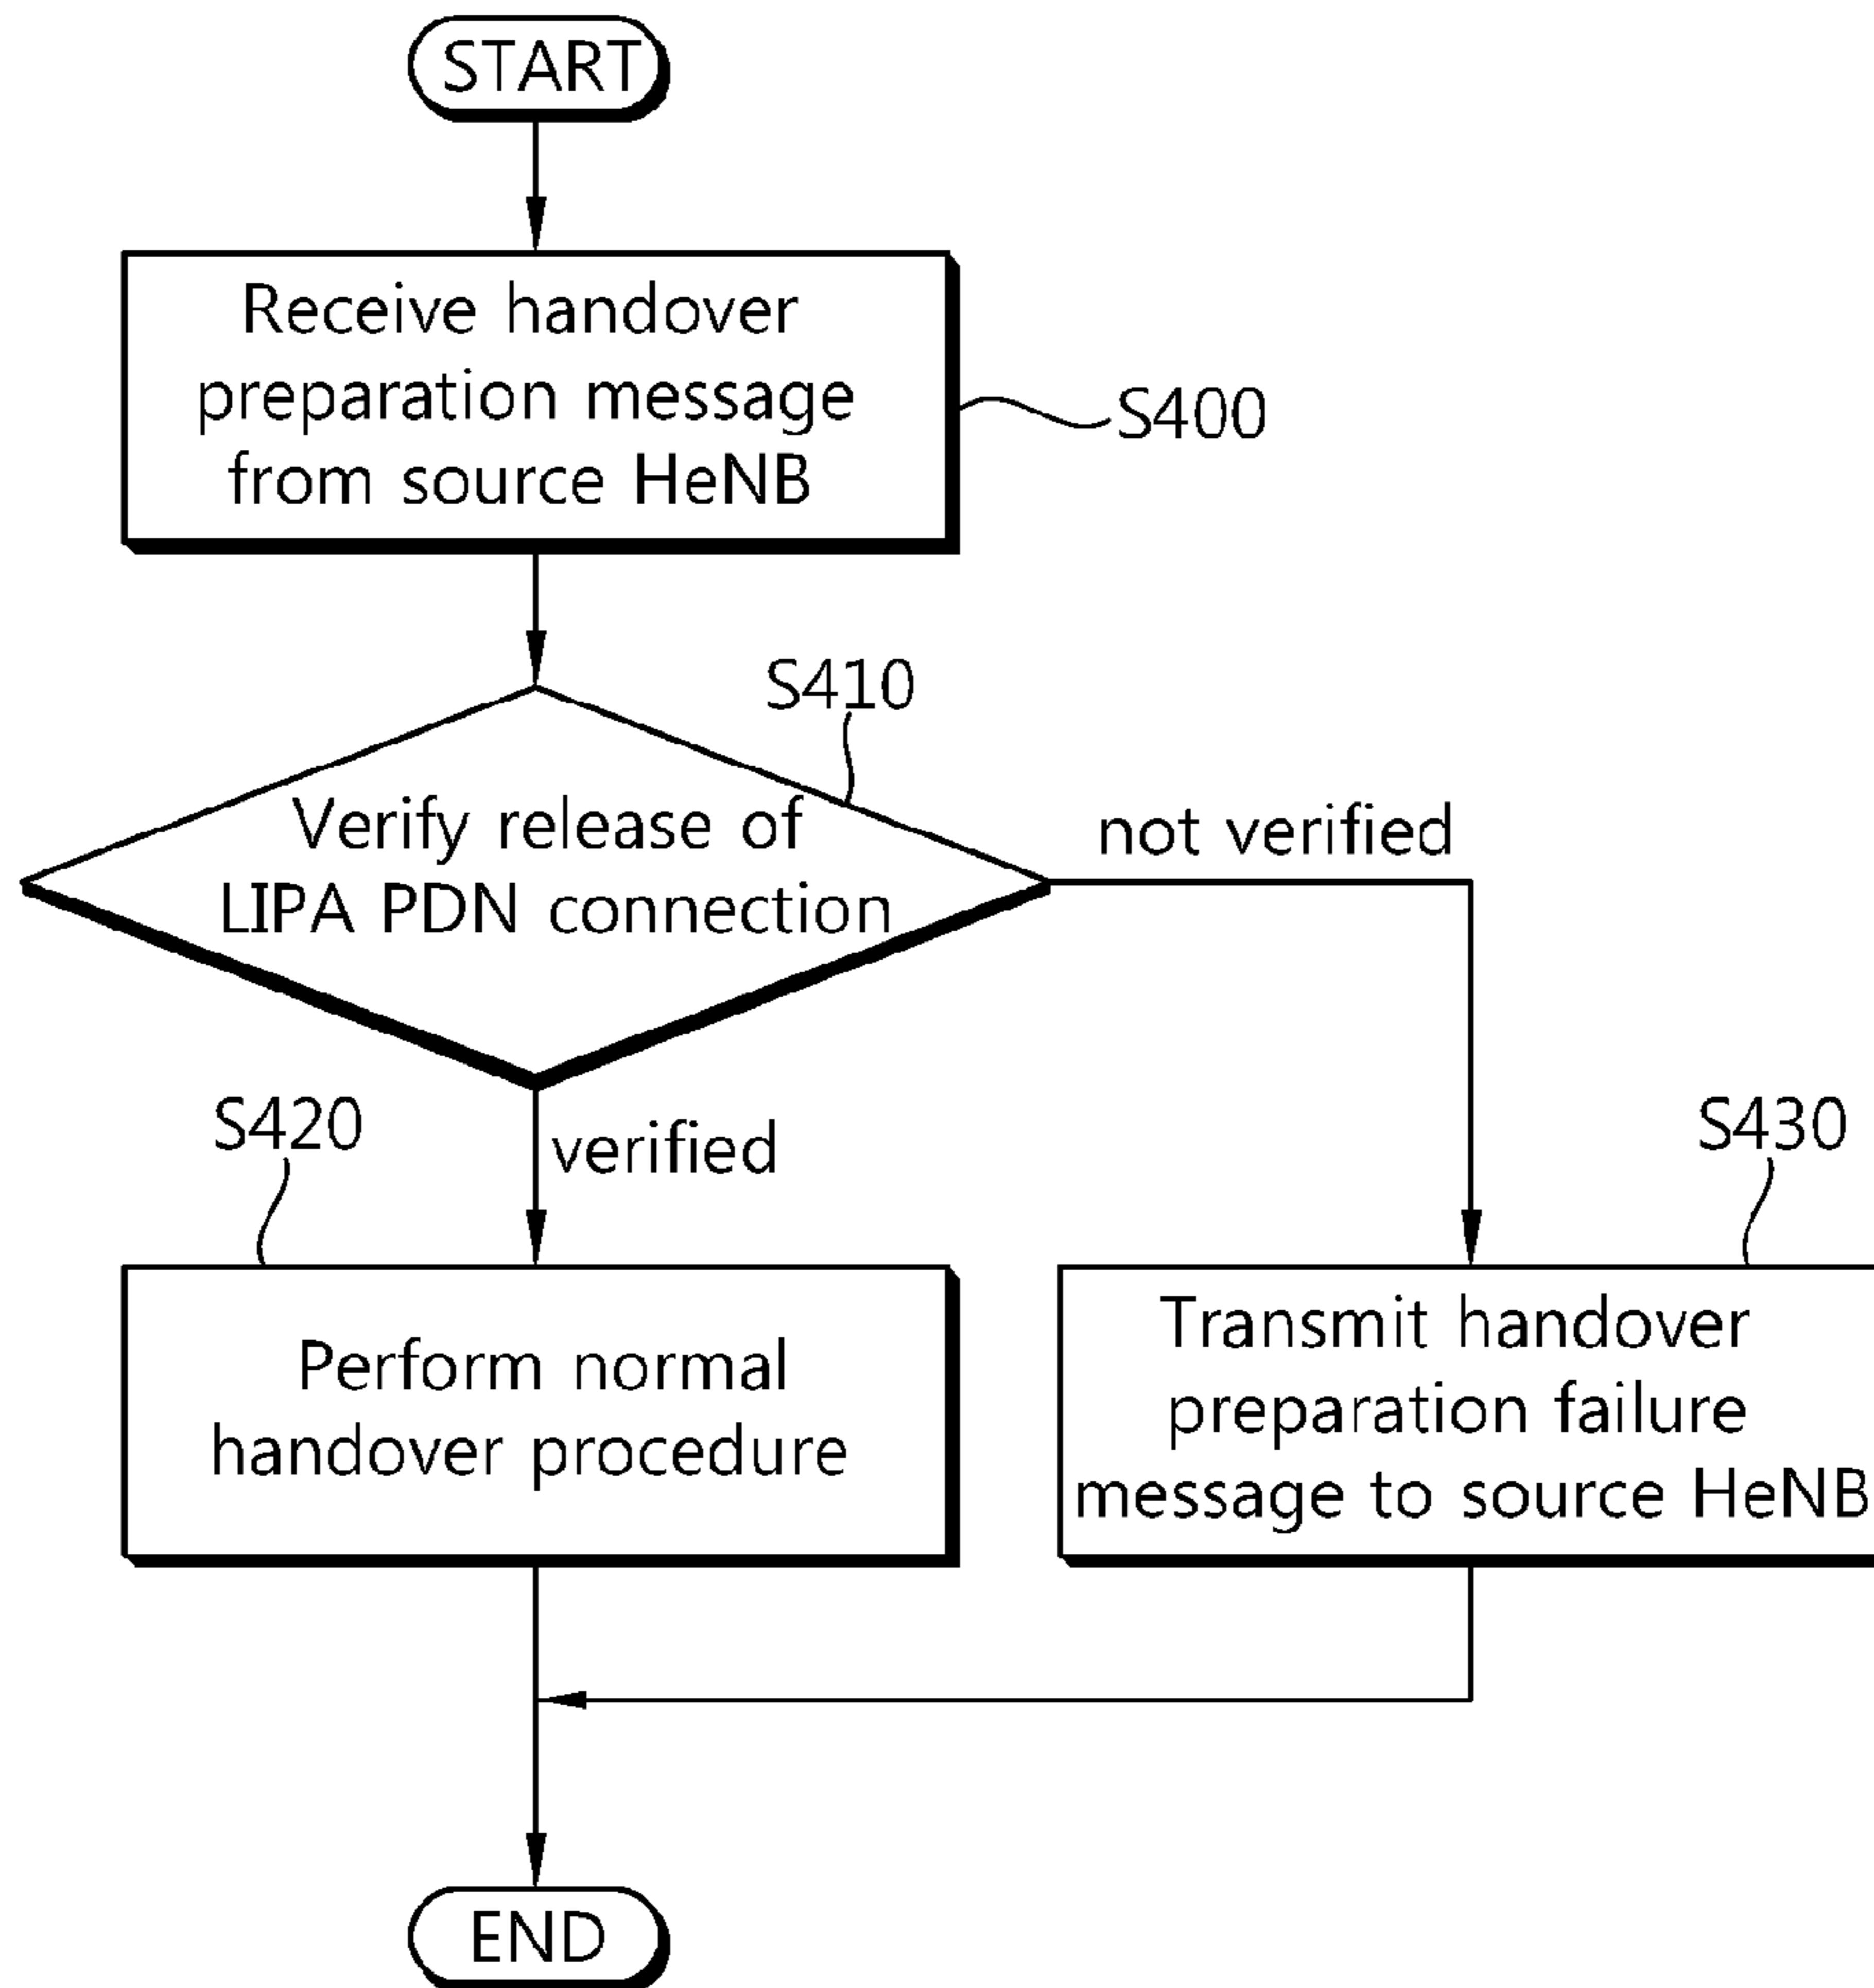 START
Receive handover
preparation message
from source HeNB
S400
S410
Verify release of
LIPA PDN connection
not verified
verified
S420
S430
Perform normal
handover procedure
Transmit handover
preparation failure
message to source HeNB
END